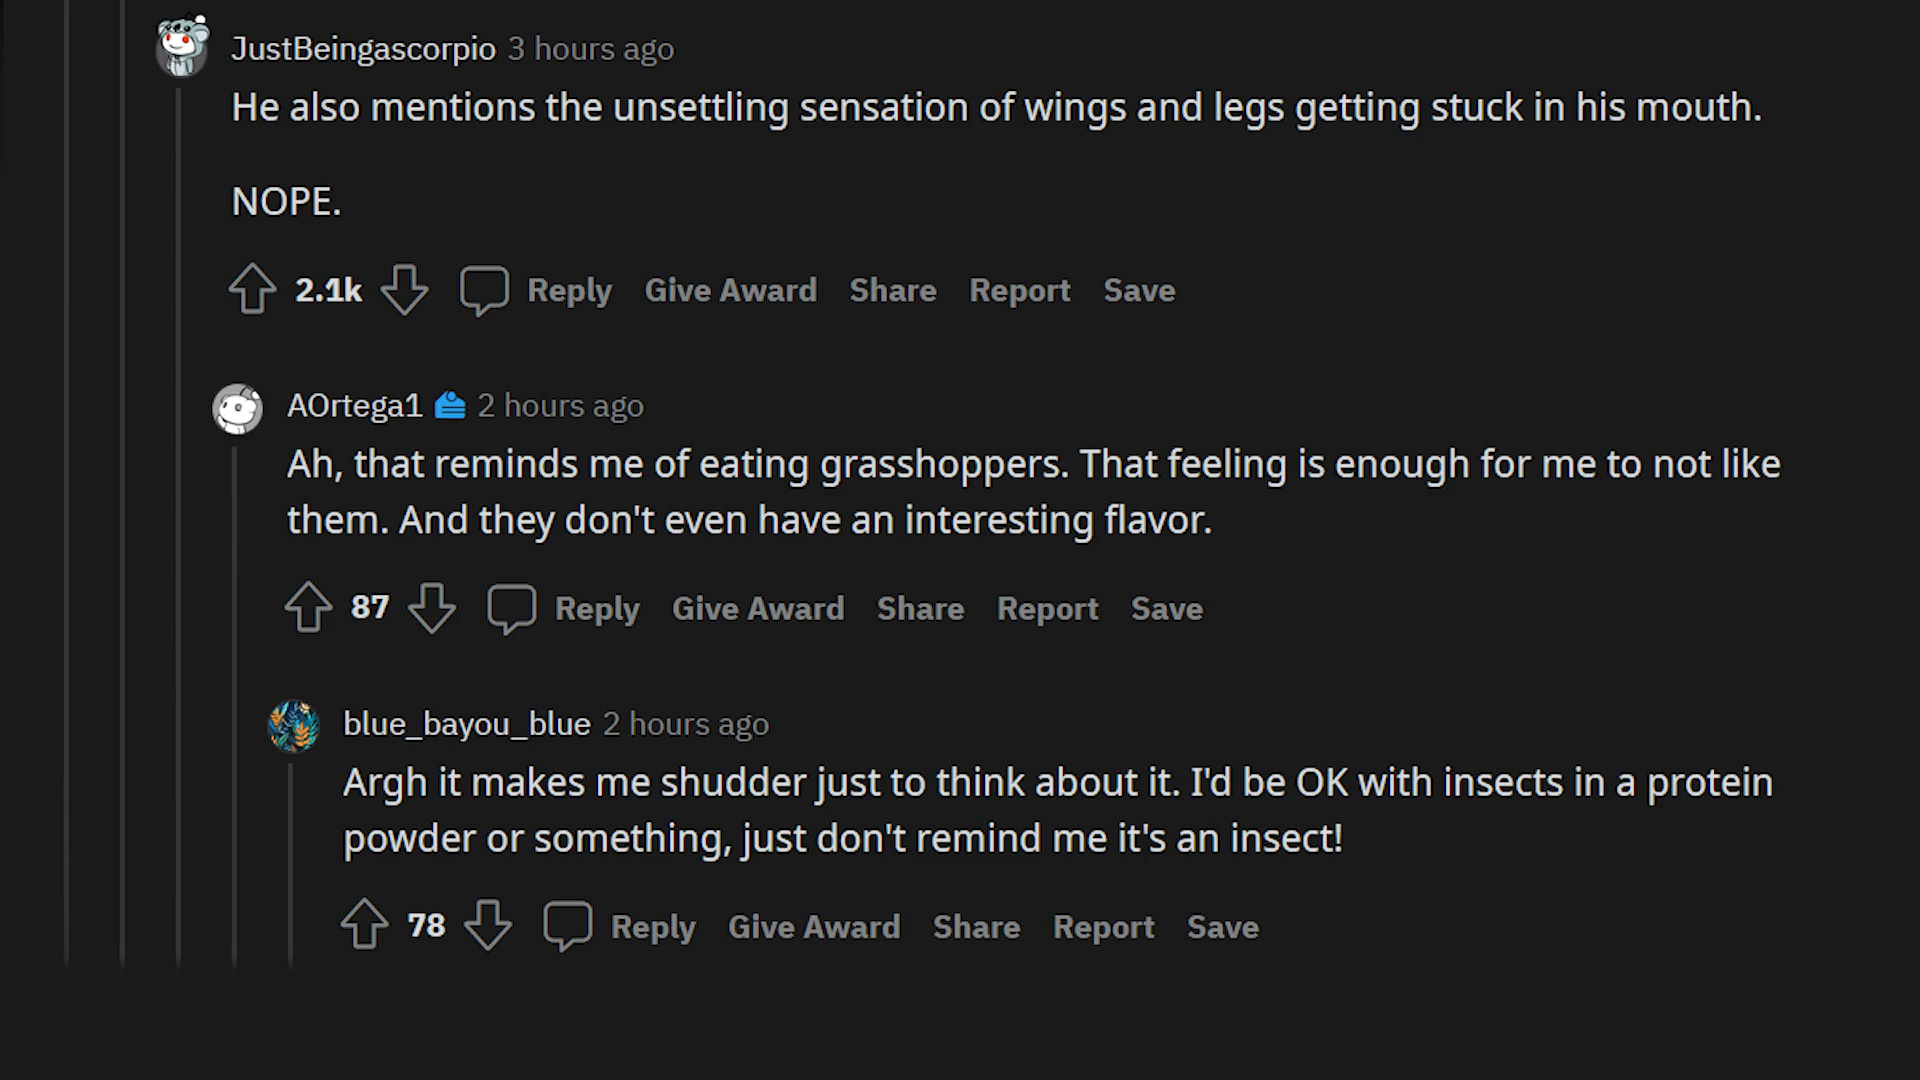 JustBeingascorpio 3 hours ago
He also mentions the unsettling sensation of wings and legs getting stuck in his mouth.
NOPE.
2.1k Reply Give Award Share Report Save
AOrtega1 2 hours ago
Ah, that reminds me of eating grasshoppers. That feeling is enough for me to not like
them. And they don't even have an interesting flavor.
87 Reply Give Award Share Report Save
blue_bayou_blue 2 hours ago
Argh it makes me shudder just to think about it. I'd be OK with insects in a protein
powder or something, just don't remind me it's an insect!
78 Reply Give Award Share Report Save